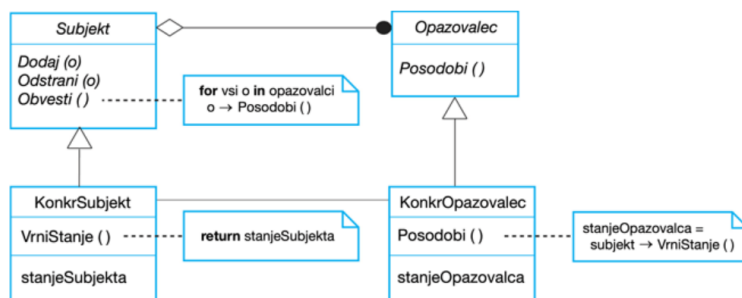 Subjekt
Opazovalec
Dodaj (o)
Odstrani (o)
Obvesti ( )
for vsi o in opazovalci
o → Posodobi ( )
Posodobi ( )
KonkrSubjekt
VrniStanje ( )
stanjeSubjekta
return stanjeSubjekta
KonkrOpazovalec
Posodobi ( )
stanjeOpazovalca
stanjeOpazovalca =
subjekt → VrniStanje ( )